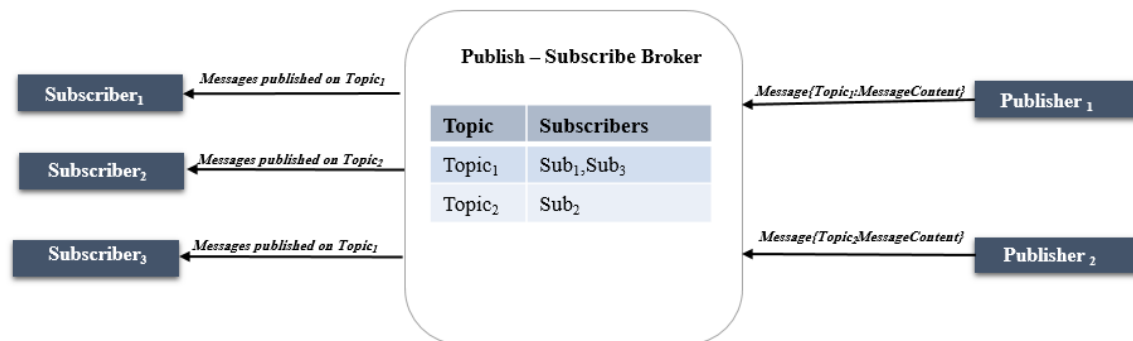 Publish – Subscribe Broker
Messages published on Topic₁
Subscriber₁
Message{Topic₁:MessageContent}
Publisher ₁
Topic Subscribers
Topic₁ Sub₁,Sub₃
Messages published on Topic₂
Subscriber₂
Topic₂ Sub₂
Messages published on Topic₁
Subscriber₃
Message{Topic₂MessageContent}
Publisher ₂